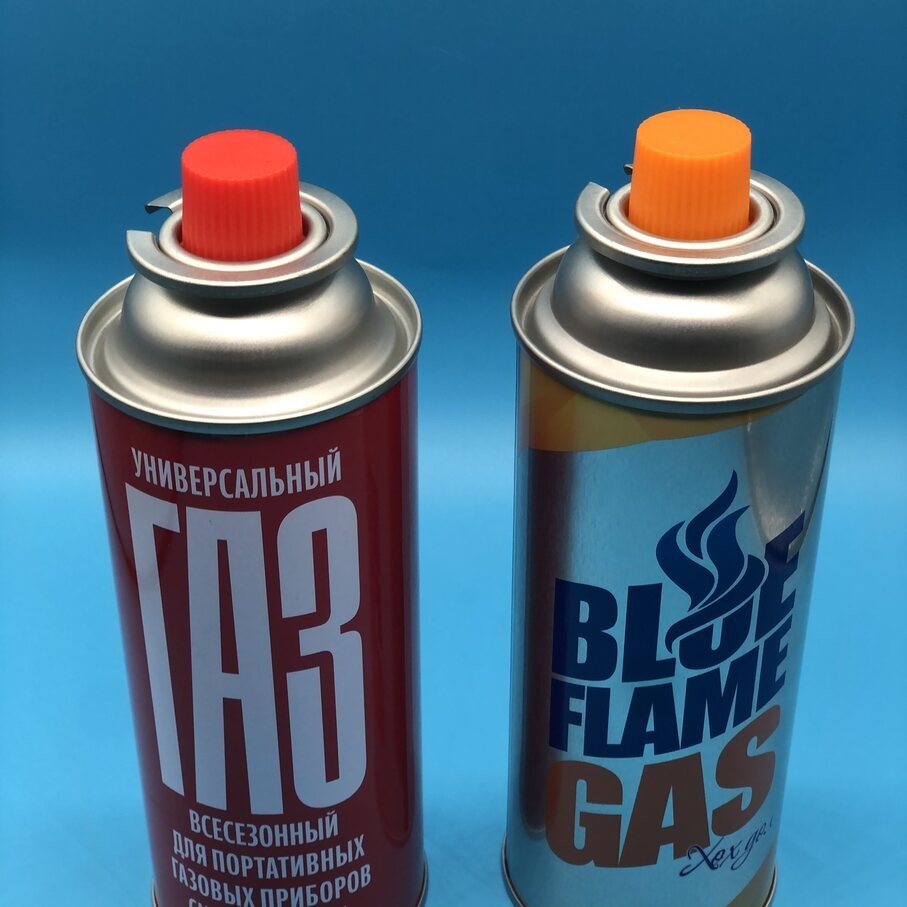 УНИВЕРСАЛЬНЫЙ
ГАЗ
ВСЕСЕЗОННЫЙ
ДЛЯ ПОРТАТИВНЫХ
ГАЗОВЫХ ПРИБОРОВ
BLUE
FLAME
GAS